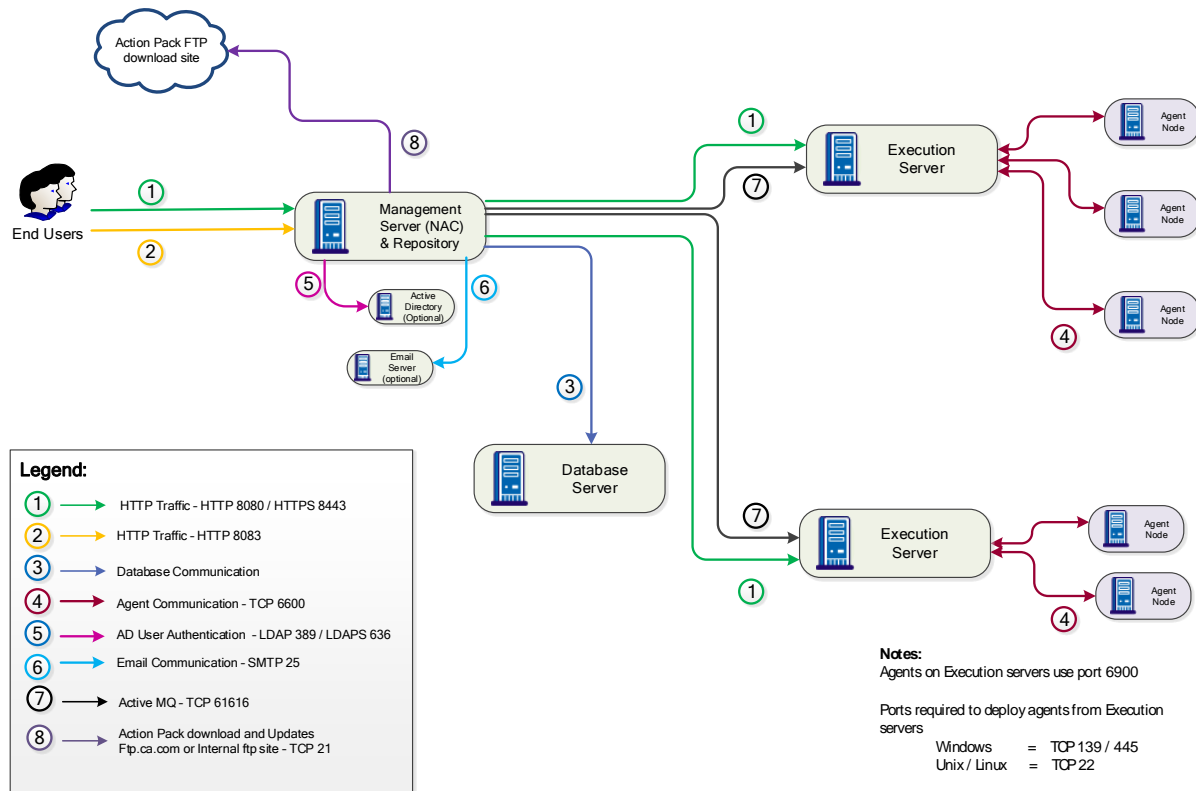 Action Pack FTP
download site
8
1
End Users
2
Management
Server (NAC)
& Repository
5
6
Active
Directory
(Optional)
Email
Server
(optional)
3
Database
Server
1
7
Execution
Server
Agent
Node
Agent
Node
Agent
Node
4
7
Execution
Server
1
Agent
Node
Agent
Node
4
Legend:
1 HTTP Traffic - HTTP 8080 / HTTPS 8443
2 HTTP Traffic - HTTP 8083
3 Database Communication
4 Agent Communication - TCP 6600
5 AD User Authentication - LDAP 389 / LDAPS 636
6 Email Communication - SMTP 25
7 Active MQ - TCP 61616
8 Action Pack download and Updates
Ftp.ca.com or Internal ftp site - TCP 21
Notes:
Agents on Execution servers use port 6900
Ports required to deploy agents from Execution
servers
Windows = TCP 139 / 445
Unix / Linux = TCP 22